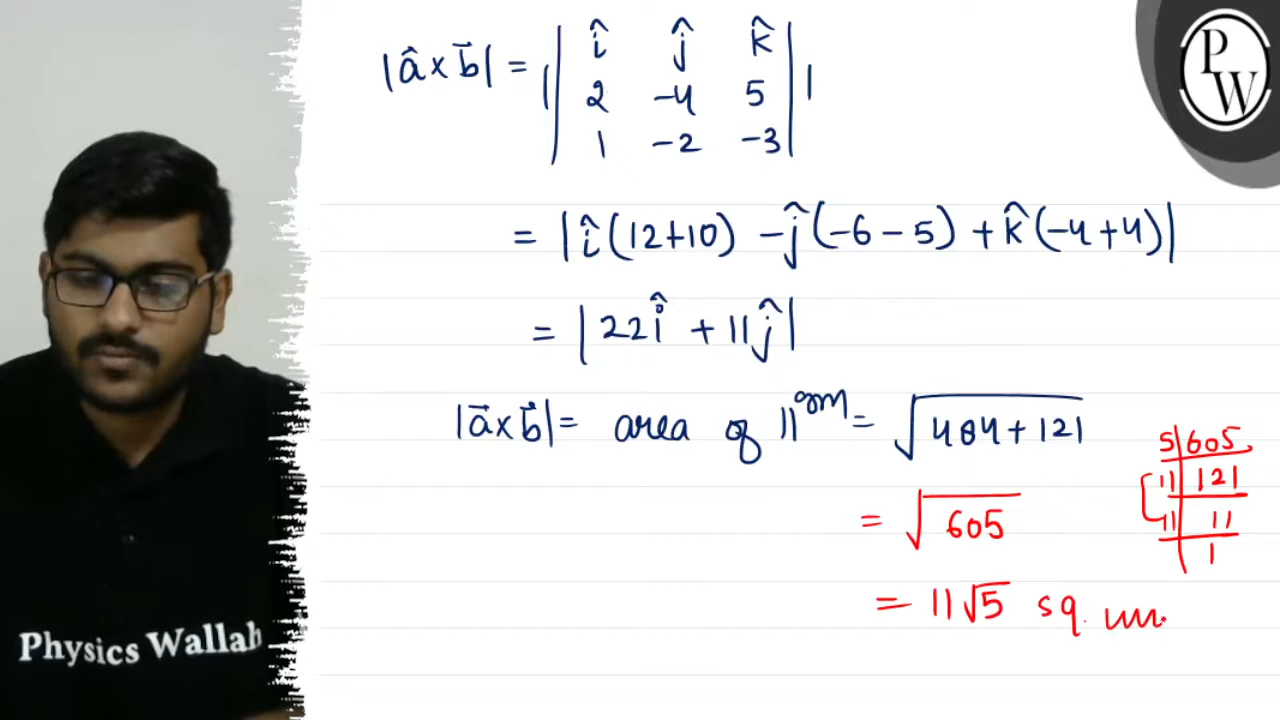 |â×b⃗| = | |î ĵ k̂|
|2 -4 5| |
|1 -2 -3|
= |î(12+10) -ĵ(-6-5) +k̂(-4+4)|
= |22î + 11ĵ|
|a⃗×b⃗| = area of ||gm = √484+121
= √605
= 11√5 sq.
5|605
11|121
11|11
|1
PW
Physics Wallah